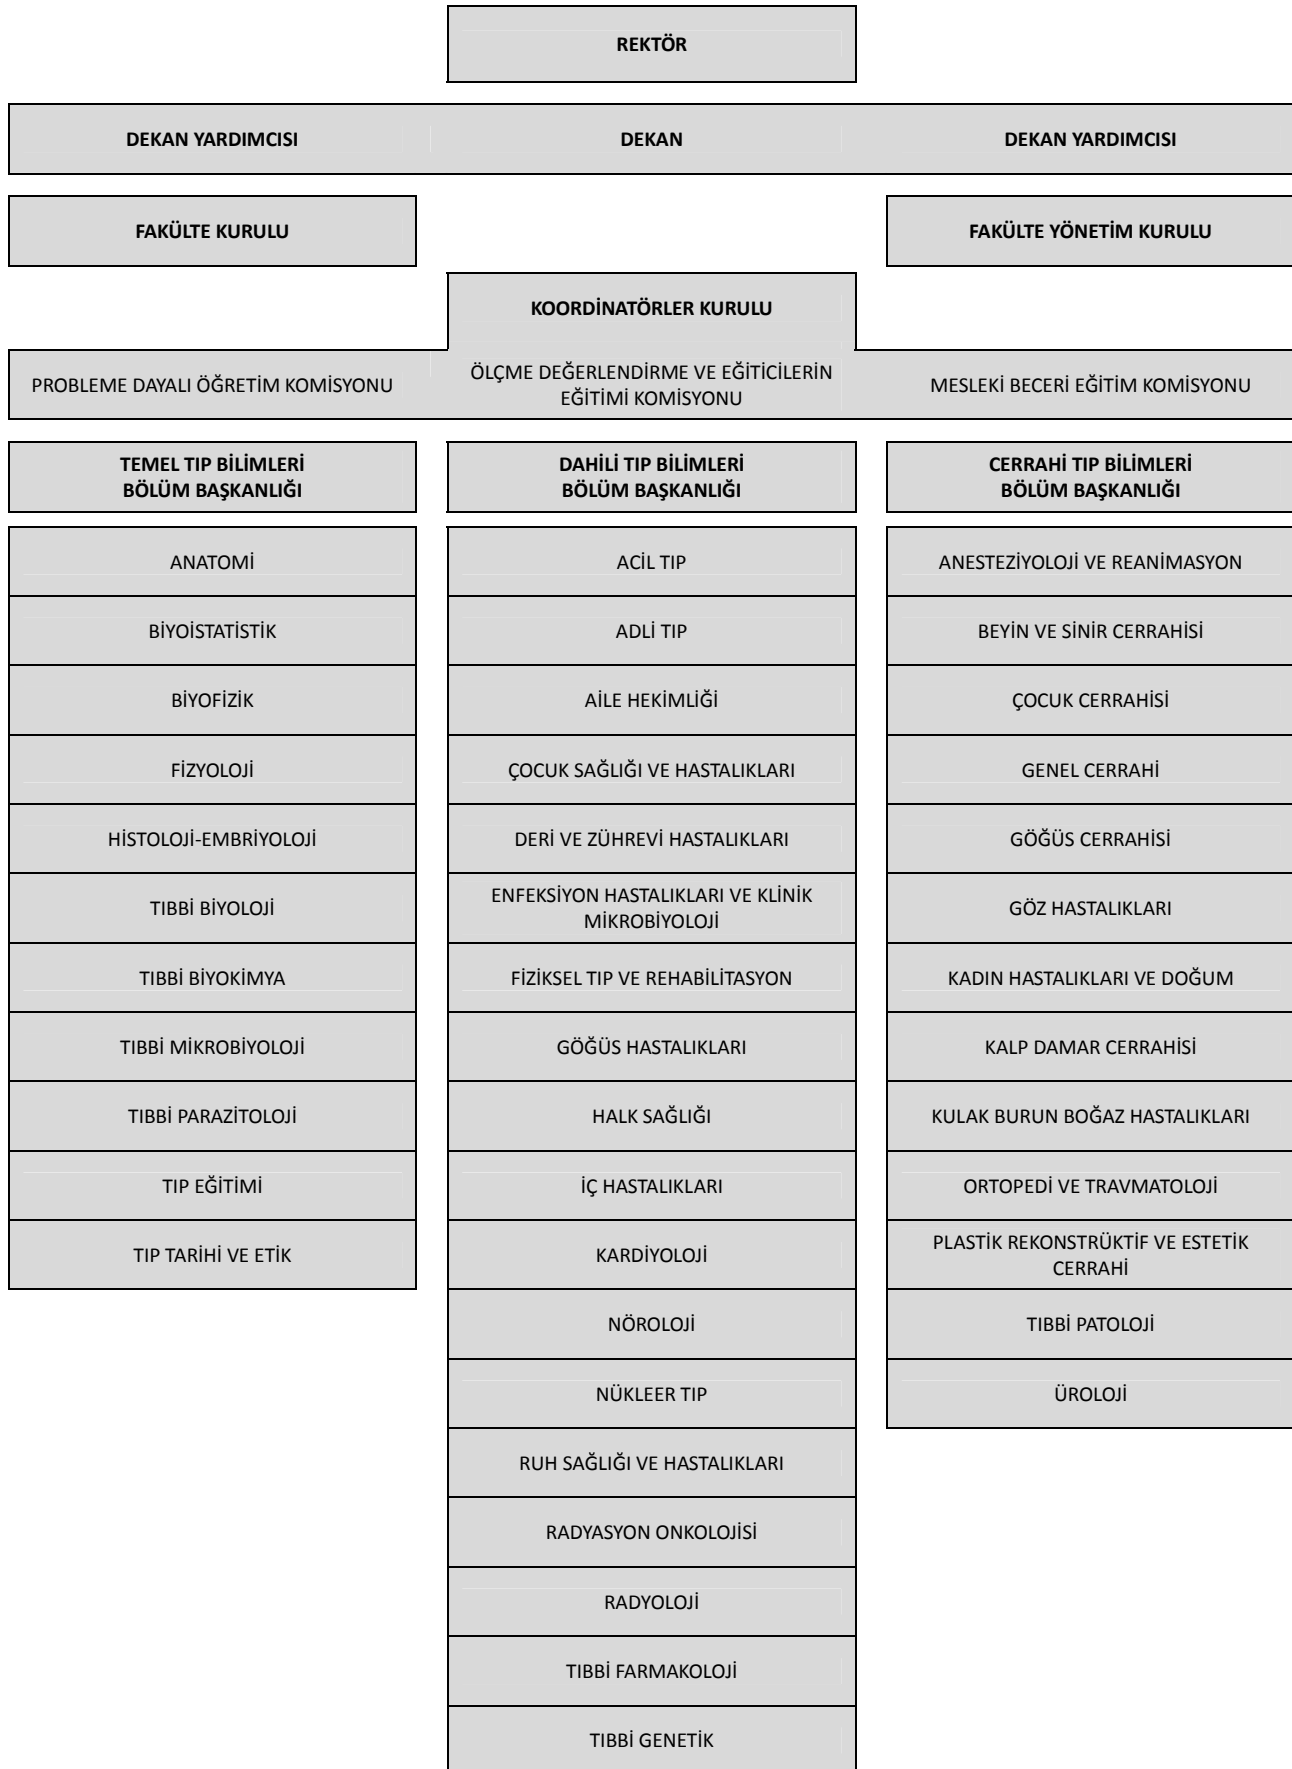 REKTÖR
DEKAN YARDIMCISI
DEKAN
DEKAN YARDIMCISI
FAKÜLTE KURULU
FAKÜLTE YÖNETİM KURULU
KOORDİNATÖRLER KURULU
PROBLEME DAYALI ÖĞRETİM KOMİSYONU
ÖLÇME DEĞERLENDİRME VE EĞİTİCİLERİN
EĞİTİMİ KOMİSYONU
MESLEKİ BECERİ EĞİTİM KOMİSYONU
TEMEL TIP BİLİMLERİ
BÖLÜM BAŞKANLIĞI
ANATOMİ
BİYOİSTATİSTİK
BİYOFİZİK
FİZYOLOJİ
HİSTOLOJİ-EMBRİYOLOJİ
TIBBİ BİYOLOJİ
TIBBİ BİYOKİMYA
TIBBİ MİKROBİYOLOJİ
TIBBİ PARAZİTOLOJİ
TIP EĞİTİMİ
TIP TARİHİ VE ETİK
DAHİLİ TIP BİLİMLERİ
BÖLÜM BAŞKANLIĞI
ACİL TIP
ADLİ TIP
AİLE HEKİMLİĞİ
ÇOCUK SAĞLIĞI VE HASTALIKLARI
DERİ VE ZÜHREVİ HASTALIKLARI
ENFEKSİYON HASTALIKLARI VE KLİNİK
MİKROBİYOLOJİ
FİZİKSEL TIP VE REHABİLİTASYON
GÖĞÜS HASTALIKLARI
HALK SAĞLIĞI
İÇ HASTALIKLARI
KARDİYOLOJİ
NÖROLOJİ
NÜKLEER TIP
RUH SAĞLIĞI VE HASTALIKLARI
RADYASYON ONKOLOJİSİ
RADYOLOJİ
TIBBİ FARMAKOLOJİ
TIBBİ GENETİK
CERRAHİ TIP BİLİMLERİ
BÖLÜM BAŞKANLIĞI
ANESTEZİYOLOJİ VE REANİMASYON
BEYİN VE SİNİR CERRAHİSİ
ÇOCUK CERRAHİSİ
GENEL CERRAHİ
GÖĞÜS CERRAHİSİ
GÖZ HASTALIKLARI
KADIN HASTALIKLARI VE DOĞUM
KALP DAMAR CERRAHİSİ
KULAK BURUN BOĞAZ HASTALIKLARI
ORTOPEDİ VE TRAVMATOLOJİ
PLASTİK REKONSTRÜKTİF VE ESTETİK
CERRAHİ
TIBBİ PATOLOJİ
ÜROLOJİ